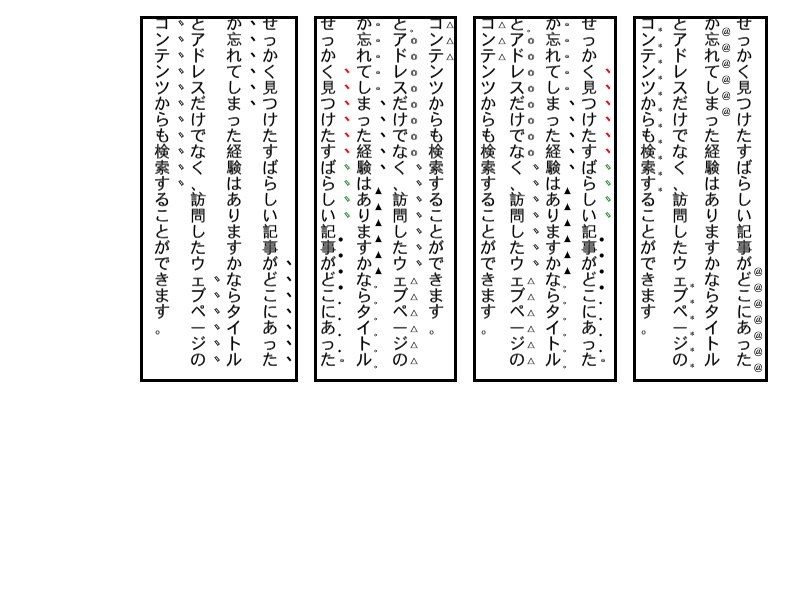 せっかく見つけたすばらしい記事がどこにあった
か忘れてしまった経験はありますかならタイトル
とアドレスだけでなく、訪問したウェブページの
コンテンツからも検索することができます。
せっかく見つけたすばらしい記事がどこにあった
か忘れてしまった経験はありますかならタイトル
とアドレスだけでなく、訪問したウェブページの
コンテンツからも検索することができます。
せっかく見つけたすばらしい記事がどこにあった
か忘れてしまった経験はありますかならタイトル
とアドレスだけでなく、訪問したウェブページの
コンテンツからも検索することができます。
せっかく見つけたすばらしい記事がどこにあった
か忘れてしまった経験はありますかならタイトル
とアドレスだけでなく、訪問したウェブページの
コンテンツからも検索することができます。